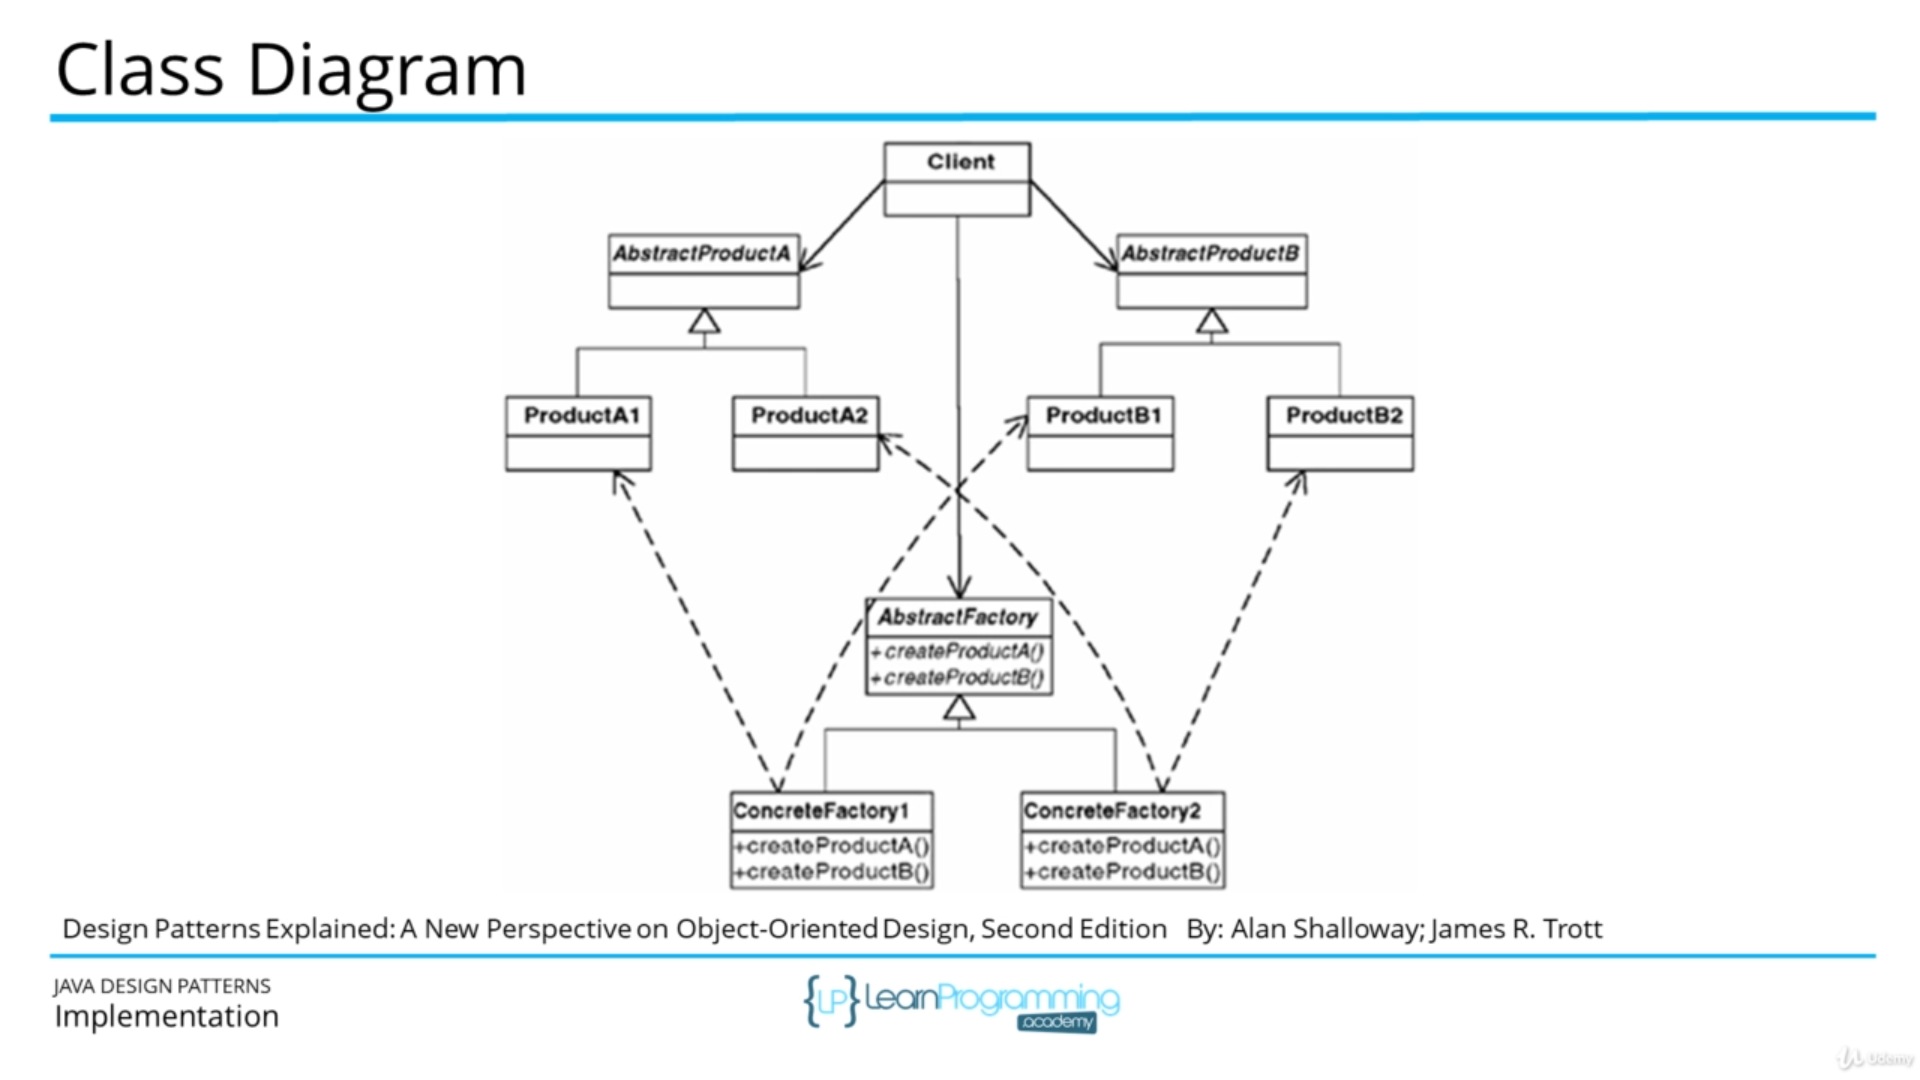 Class Diagram
Client
AbstractProductA
AbstractProductB
ProductA1
ProductA2
ProductB1
ProductB2
AbstractFactory
+createProductA()
+createProductB()
ConcreteFactory1
+createProductA()
+createProductB()
ConcreteFactory2
+createProductA()
+createProductB()
Design Patterns Explained: A New Perspective on Object-Oriented Design, Second Edition By: Alan Shalloway; James R. Trott
JAVA DESIGN PATTERNS
Implementation
{LP} LearnProgramming
.academy
Udemy